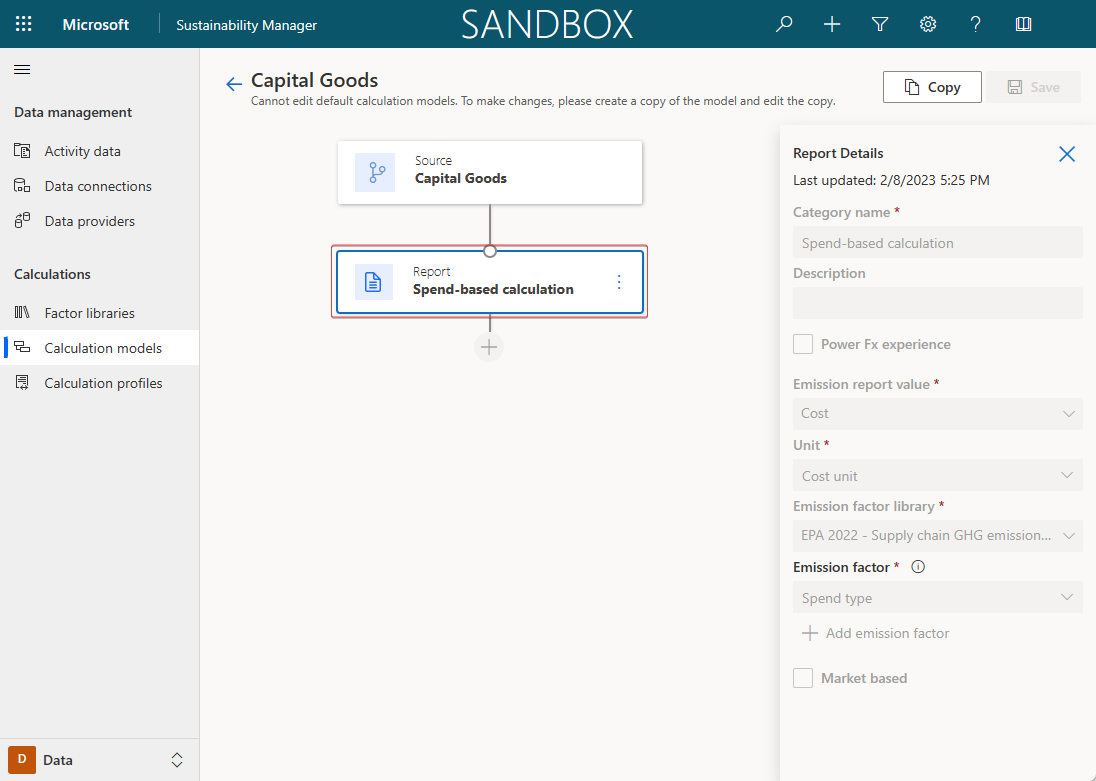 Microsoft
Sustainability Manager
SANDBOX
Data management
Activity data
Data connections
Data providers
Calculations
Factor libraries
Calculation models
Calculation profiles
D
Data
Capital Goods
Cannot edit default calculation models. To make changes, please create a copy of the model and edit the copy.
Copy
Save
Source
Capital Goods
Report
Spend-based calculation
Report Details
Last updated: 2/8/2023 5:25 PM
Category name *
Spend-based calculation
Description
Power Fx experience
Emission report value *
Cost
Unit *
Cost unit
Emission factor library *
EPA 2022 - Supply chain GHG emission...
Emission factor *
Spend type
Add emission factor
Market based